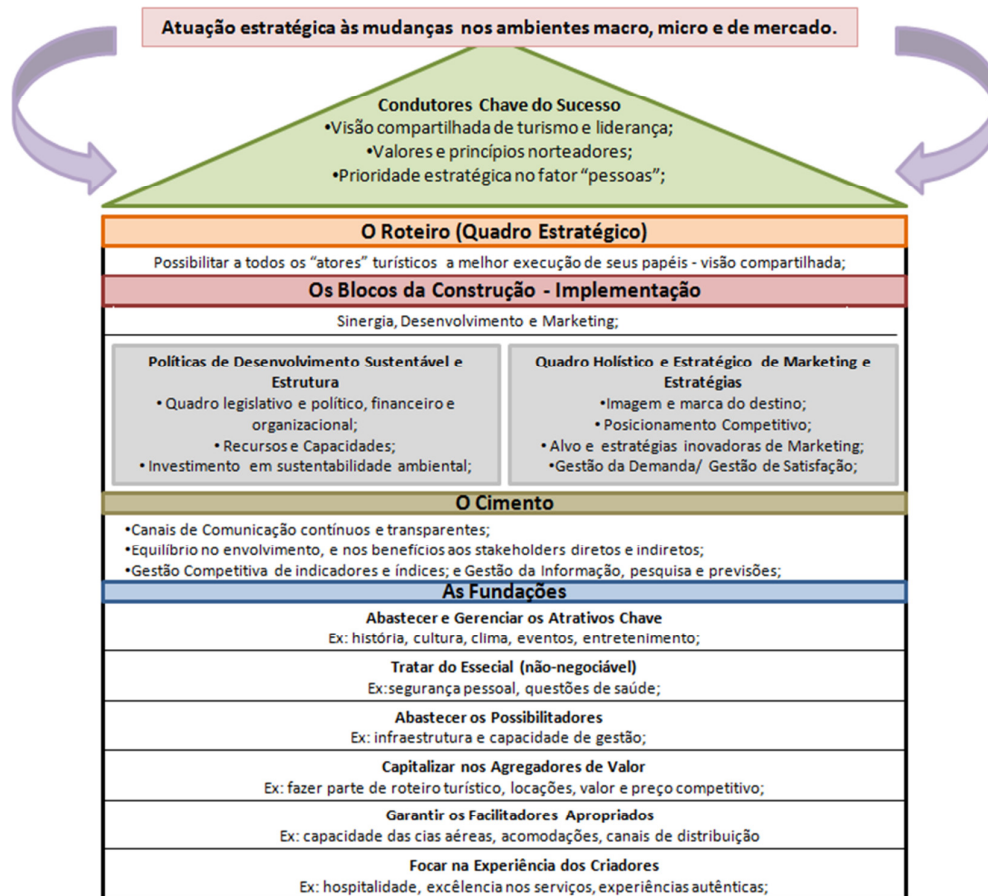 Atuação estratégica às mudanças nos ambientes macro, micro e de mercado.
Condutores Chave do Sucesso
•Visão compartilhada de turismo e liderança;
•Valores e princípios norteadores;
•Prioridade estratégica no fator “pessoas”;
O Roteiro (Quadro Estratégico)
Possibilitar a todos os “atores” turísticos a melhor execução de seus papéis - visão compartilhada;
Os Blocos da Construção - Implementação
Sinergia, Desenvolvimento e Marketing;
Políticas de Desenvolvimento Sustentável e
Estrutura
• Quadro legislativo e político, financeiro e
organizacional;
• Recursos e Capacidades;
• Investimento em sustentabilidade ambiental;
Quadro Holístico e Estratégico de Marketing e
Estratégias
• Imagem e marca do destino;
• Posicionamento Competitivo;
• Alvo e estratégias inovadoras de Marketing;
•Gestão da Demanda/ Gestão de Satisfação;
O Cimento
•Canais de Comunicação contínuos e transparentes;
•Equilíbrio no envolvimento, e nos benefícios aos stakeholders diretos e indiretos;
•Gestão Competitiva de indicadores e índices; e Gestão da Informação, pesquisa e previsões;
As Fundações
Abastecer e Gerenciar os Atrativos Chave
Ex: história, cultura, clima, eventos, entretenimento;
Tratar do Essecial (não-negociável)
Ex:segurança pessoal, questões de saúde;
Abastecer os Possibilitadores
Ex: infraestrutura e capacidade de gestão;
Capitalizar nos Agregadores de Valor
Ex: fazer parte de roteiro turístico, locações, valor e preço competitivo;
Garantir os Facilitadores Apropriados
Ex: capacidade das cias aéreas, acomodações, canais de distribuição
Focar na Experiência dos Criadores
Ex: hospitalidade, excêlencia nos serviços, experiências autênticas;